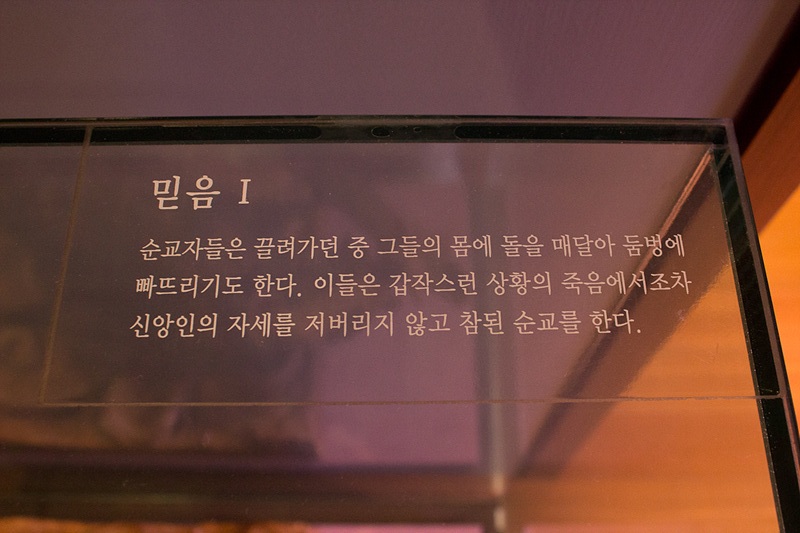 믿음 I
순교자들은 끌려가던 중 그들의 몸에 돌을 매달아 둠벙에
빠뜨리기도 한다. 이들은 갑작스런 상황의 죽음에서조차
신앙인의 자세를 저버리지 않고 참된 순교를 한다.